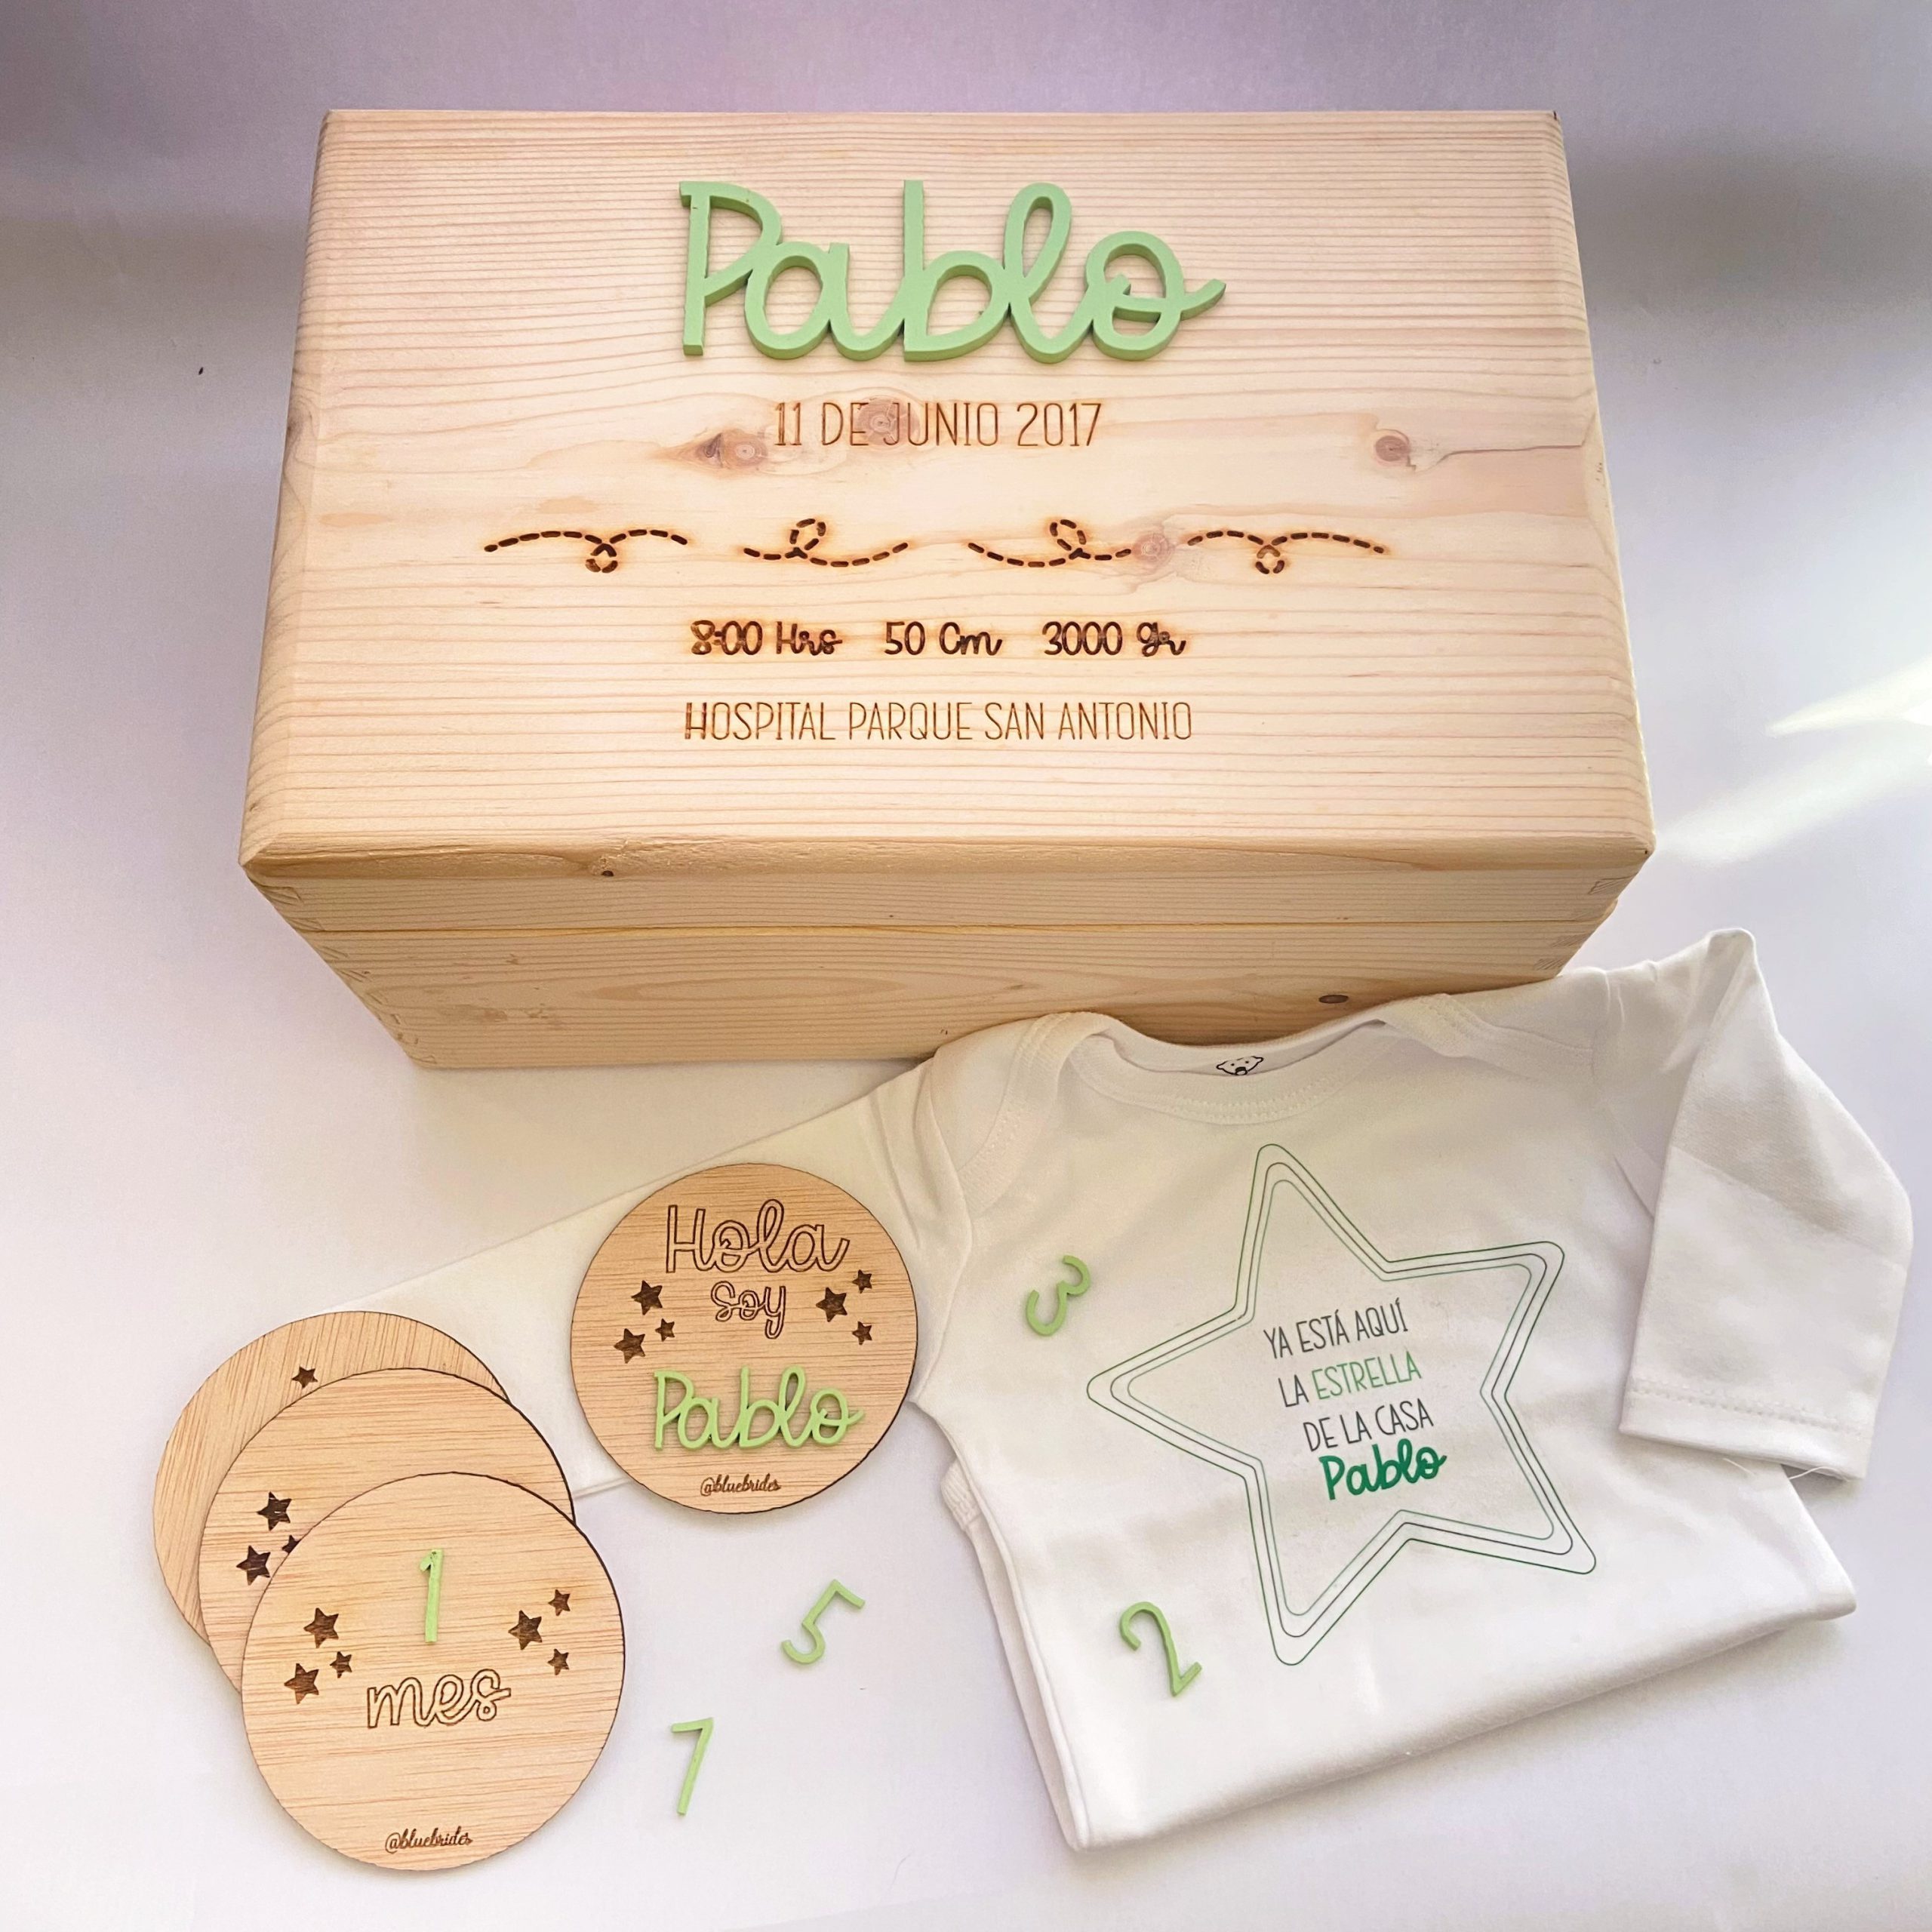 Pablo
11 DE JUNIO 2017
8:00 Hrs 50 Cm 3000 gr
HOSPITAL PARQUE SAN ANTONIO
Hola
soy
Pablo
@bluebrides
3
YA ESTÁ AQUÍ
LA ESTRELLA
DE LA CASA
Pablo
1
mes
@bluebrides
5
2
7